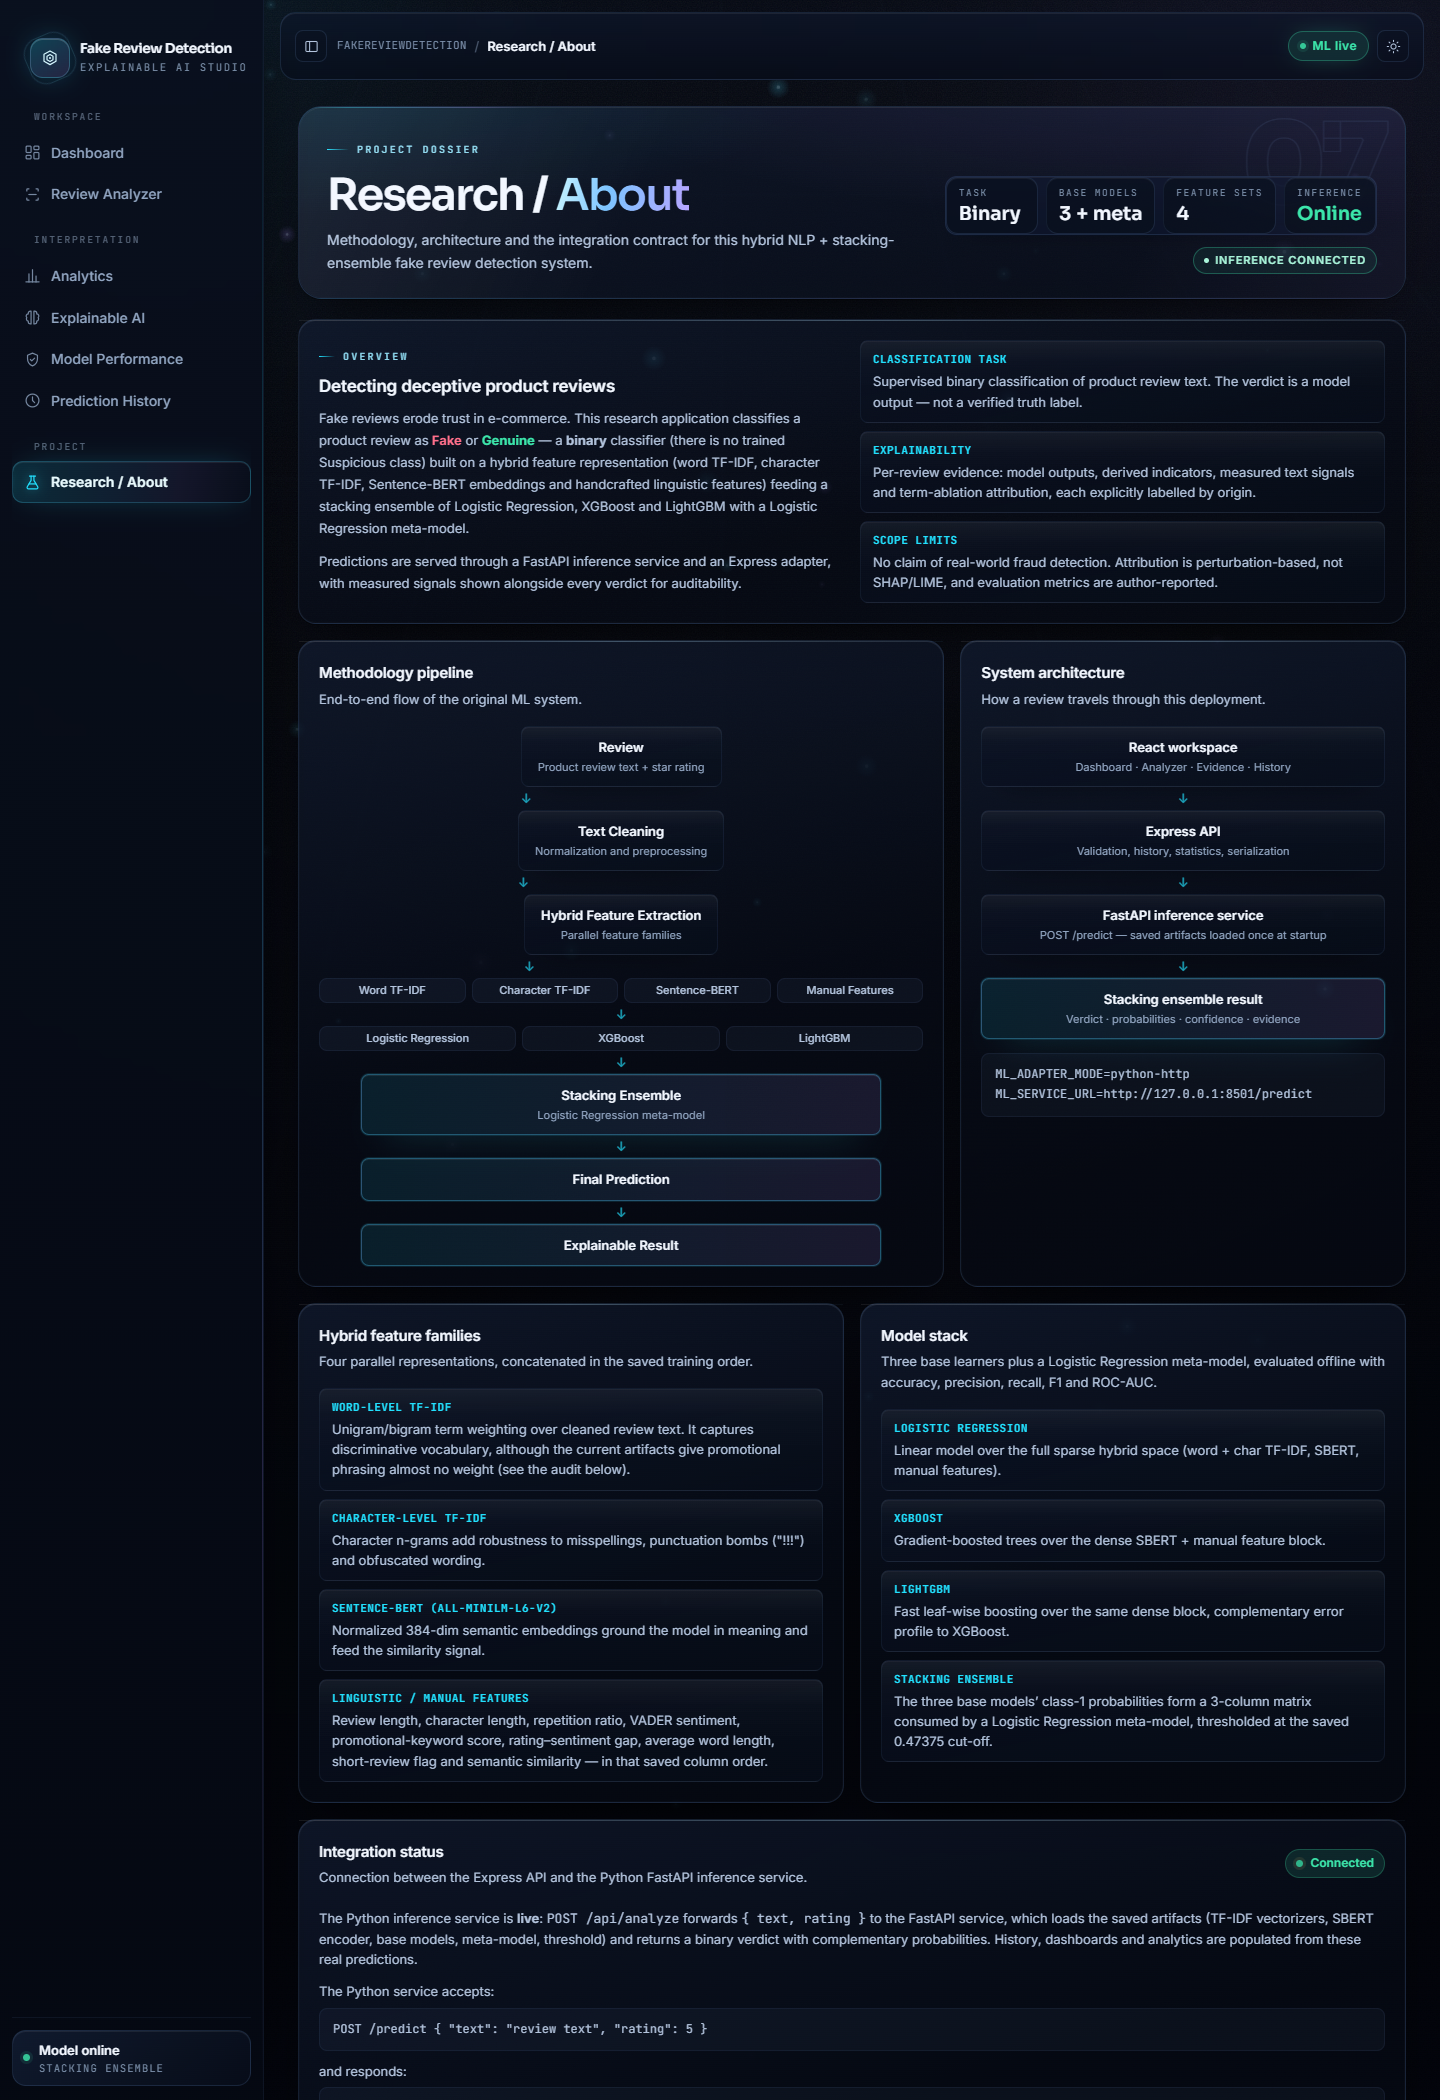 Fake Review Detection
EXPLAINABLE AI STUDIO
WORKSPACE
Dashboard
Review Analyzer
INTERPRETATION
Analytics
Explainable AI
Model Performance
Prediction History
PROJECT
Research / About
Model online
STACKING ENSEMBLE
FAKEREVIEWDETECTION / Research / About
ML live
07
PROJECT DOSSIER
Research / About
Methodology, architecture and the integration contract for this hybrid NLP + stacking-
ensemble fake review detection system.
TASK
Binary
BASE MODELS
3 + meta
FEATURE SETS
4
INFERENCE
Online
INFERENCE CONNECTED
OVERVIEW
Detecting deceptive product reviews
Fake reviews erode trust in e-commerce. This research application classifies a
product review as Fake or Genuine — a binary classifier (there is no trained
Suspicious class) built on a hybrid feature representation (word TF-IDF, character
TF-IDF, Sentence-BERT embeddings and handcrafted linguistic features) feeding a
stacking ensemble of Logistic Regression, XGBoost and LightGBM with a Logistic
Regression meta-model.
Predictions are served through a FastAPI inference service and an Express adapter,
with measured signals shown alongside every verdict for auditability.
CLASSIFICATION TASK
Supervised binary classification of product review text. The verdict is a model
output — not a verified truth label.
EXPLAINABILITY
Per-review evidence: model outputs, derived indicators, measured text signals
and term-ablation attribution, each explicitly labelled by origin.
SCOPE LIMITS
No claim of real-world fraud detection. Attribution is perturbation-based, not
SHAP/LIME, and evaluation metrics are author-reported.
Methodology pipeline
End-to-end flow of the original ML system.
Review
Product review text + star rating
↓
Text Cleaning
Normalization and preprocessing
↓
Hybrid Feature Extraction
Parallel feature families
↓
Word TF-IDF
Character TF-IDF
Sentence-BERT
Manual Features
↓
Logistic Regression
XGBoost
LightGBM
↓
Stacking Ensemble
Logistic Regression meta-model
↓
Final Prediction
↓
Explainable Result
System architecture
How a review travels through this deployment.
React workspace
Dashboard · Analyzer · Evidence · History
↓
Express API
Validation, history, statistics, serialization
↓
FastAPI inference service
POST /predict — saved artifacts loaded once at startup
↓
Stacking ensemble result
Verdict · probabilities · confidence · evidence
ML_ADAPTER_MODE=python-http
ML_SERVICE_URL=http://127.0.0.1:8501/predict
Hybrid feature families
Four parallel representations, concatenated in the saved training order.
WORD-LEVEL TF-IDF
Unigram/bigram term weighting over cleaned review text. It captures
discriminative vocabulary, although the current artifacts give promotional
phrasing almost no weight (see the audit below).
CHARACTER-LEVEL TF-IDF
Character n-grams add robustness to misspellings, punctuation bombs ("!!!")
and obfuscated wording.
SENTENCE-BERT (ALL-MINILM-L6-V2)
Normalized 384-dim semantic embeddings ground the model in meaning and
feed the similarity signal.
LINGUISTIC / MANUAL FEATURES
Review length, character length, repetition ratio, VADER sentiment,
promotional-keyword score, rating–sentiment gap, average word length,
short-review flag and semantic similarity — in that saved column order.
Model stack
Three base learners plus a Logistic Regression meta-model, evaluated offline with
accuracy, precision, recall, F1 and ROC-AUC.
LOGISTIC REGRESSION
Linear model over the full sparse hybrid space (word + char TF-IDF, SBERT,
manual features).
XGBOOST
Gradient-boosted trees over the dense SBERT + manual feature block.
LIGHTGBM
Fast leaf-wise boosting over the same dense block, complementary error
profile to XGBoost.
STACKING ENSEMBLE
The three base models’ class-1 probabilities form a 3-column matrix
consumed by a Logistic Regression meta-model, thresholded at the saved
0.47375 cut-off.
Integration status
Connection between the Express API and the Python FastAPI inference service.
Connected
The Python inference service is live: POST /api/analyze forwards { text, rating } to the FastAPI service, which loads the saved artifacts (TF-IDF vectorizers, SBERT
encoder, base models, meta-model, threshold) and returns a binary verdict with complementary probabilities. History, dashboards and analytics are populated from these
real predictions.
The Python service accepts:
POST /predict { "text": "review text", "rating": 5 }
and responds: